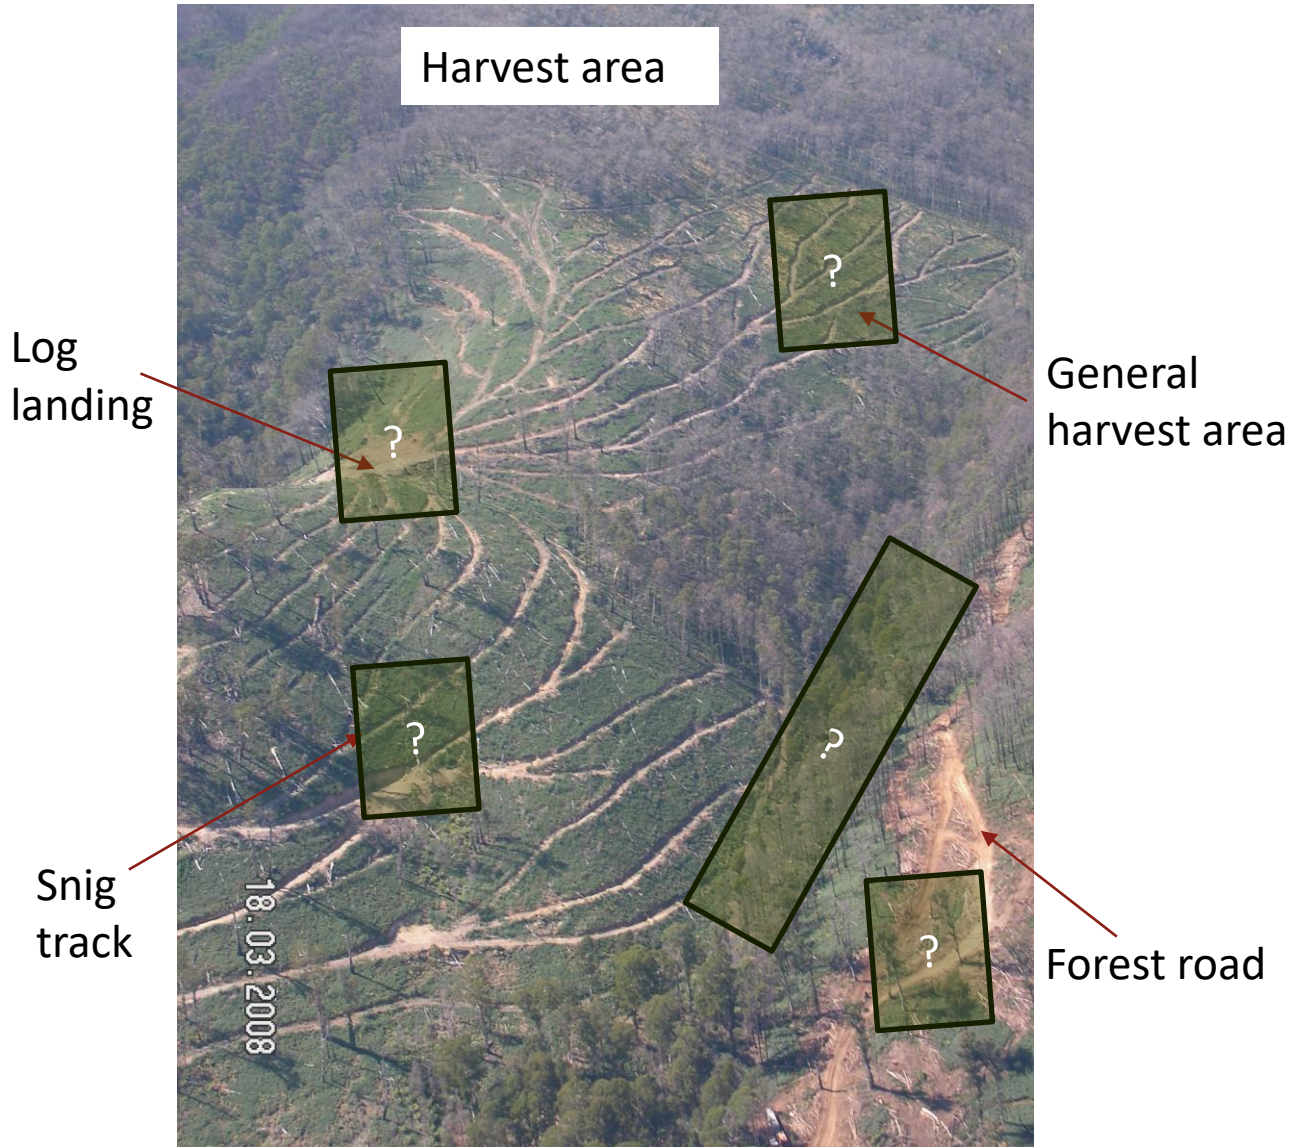 Harvest area
?
Log
landing
?
General
harvest area
?
?
Snig
track
18.03.2008
?
Forest road